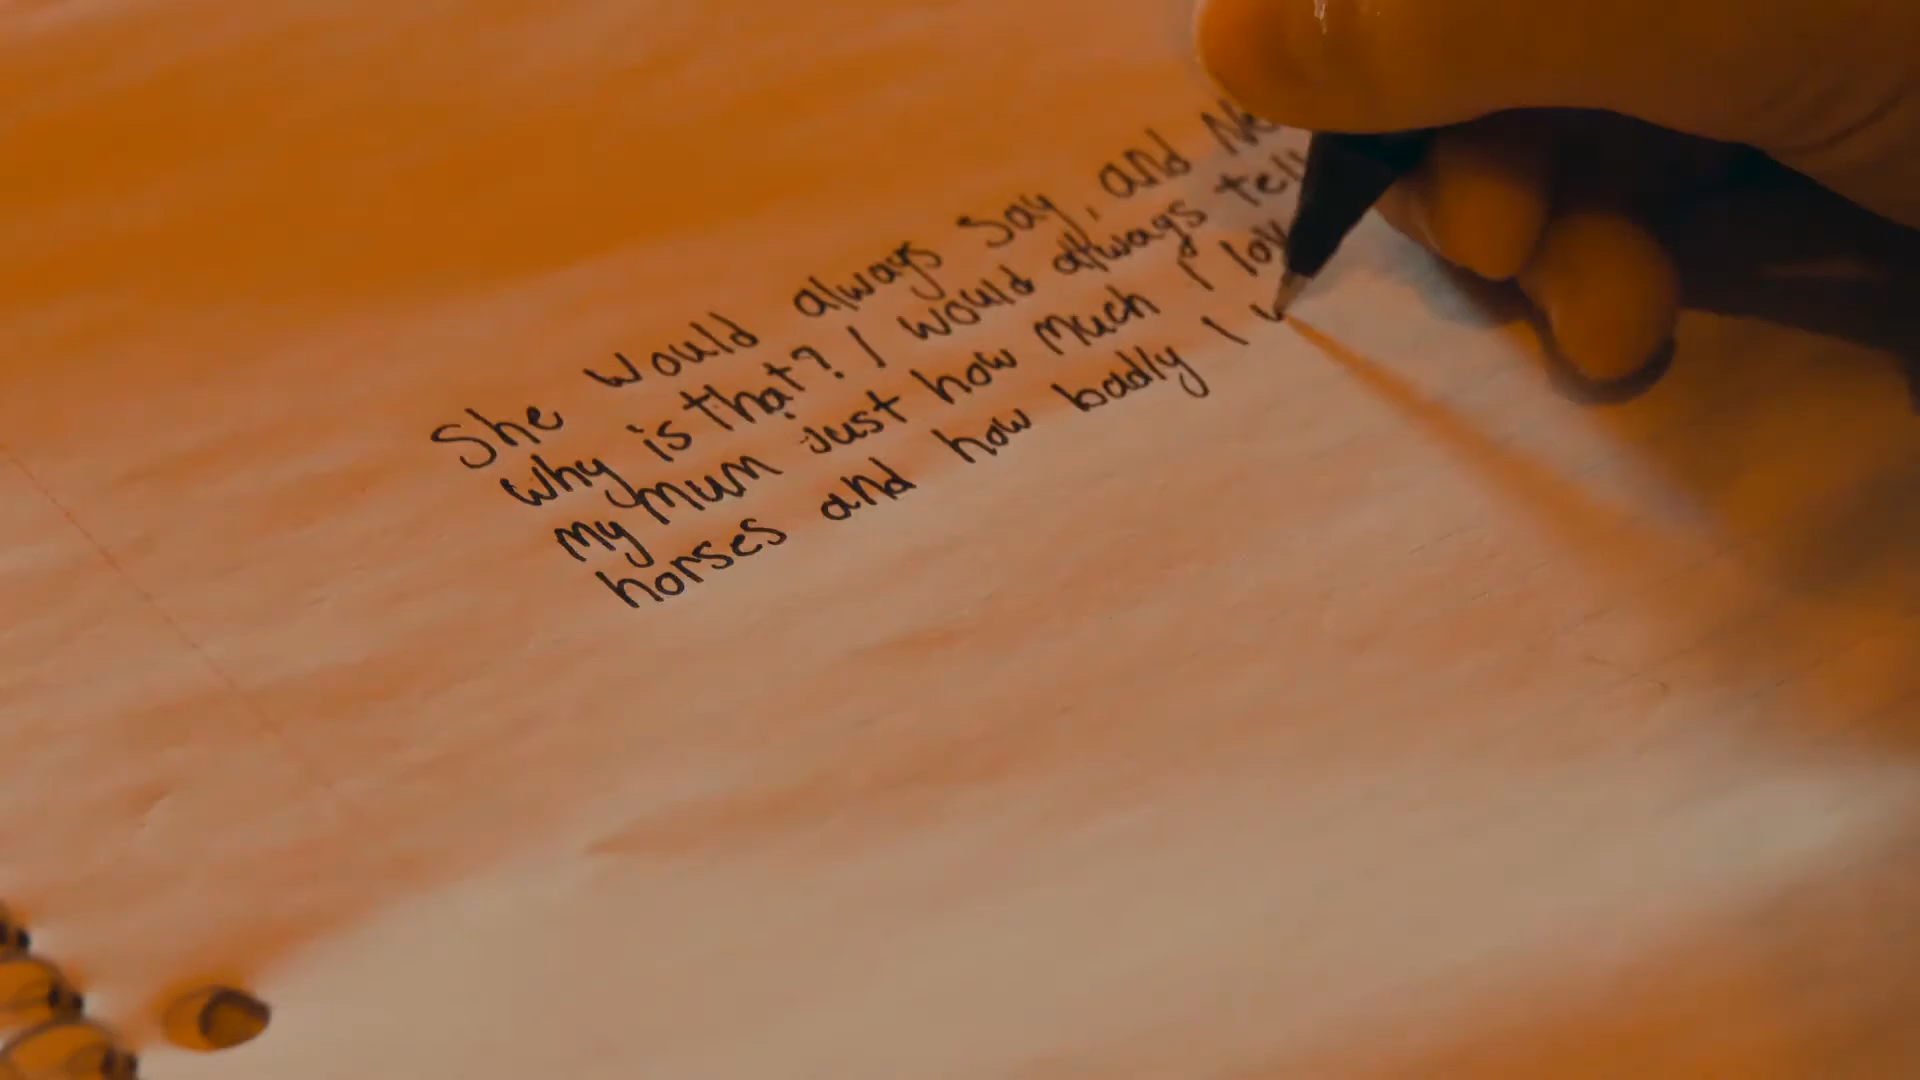 She would always say, and
why is that? I would always tell
my mum just how much I
horses and how badly I